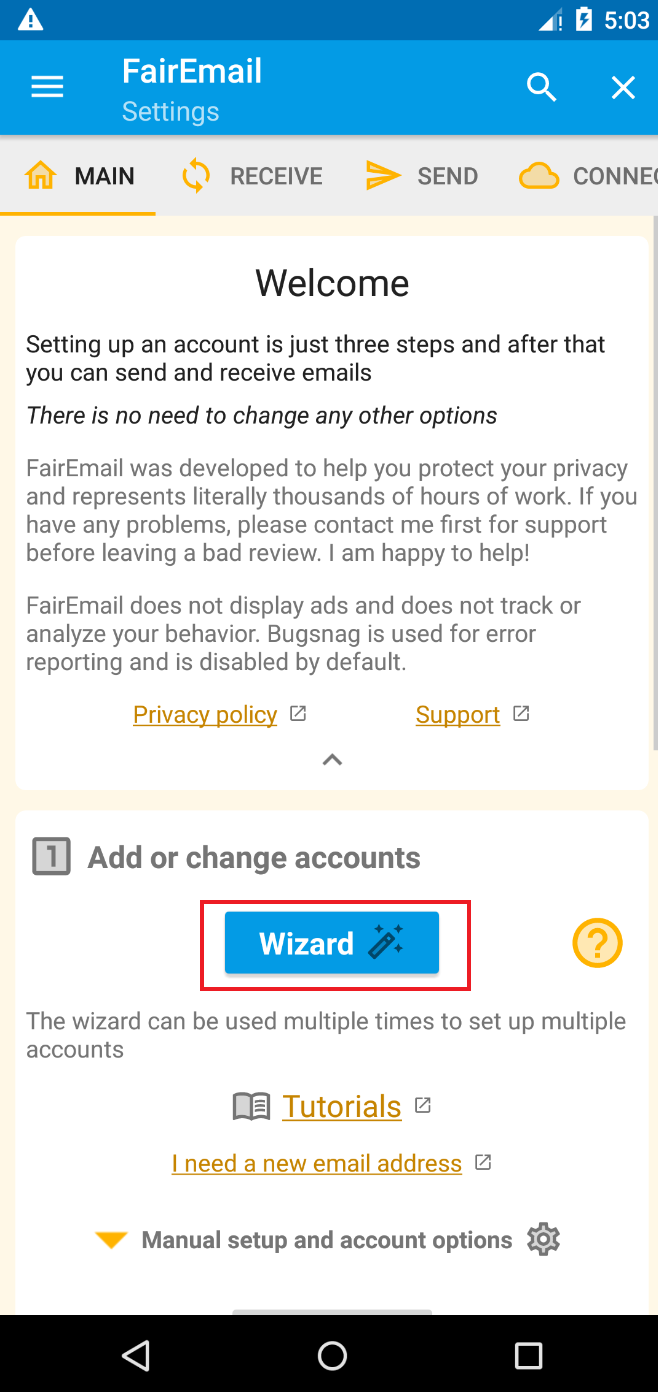 5:03
FairEmail
Settings
MAIN RECEIVE SEND CONNEC
Welcome
Setting up an account is just three steps and after that
you can send and receive emails
There is no need to change any other options
FairEmail was developed to help you protect your privacy
and represents literally thousands of hours of work. If you
have any problems, please contact me first for support
before leaving a bad review. I am happy to help!
FairEmail does not display ads and does not track or
analyze your behavior. Bugsnag is used for error
reporting and is disabled by default.
Privacy policy Support
1 Add or change accounts
Wizard
The wizard can be used multiple times to set up multiple
accounts
Tutorials
I need a new email address
Manual setup and account options